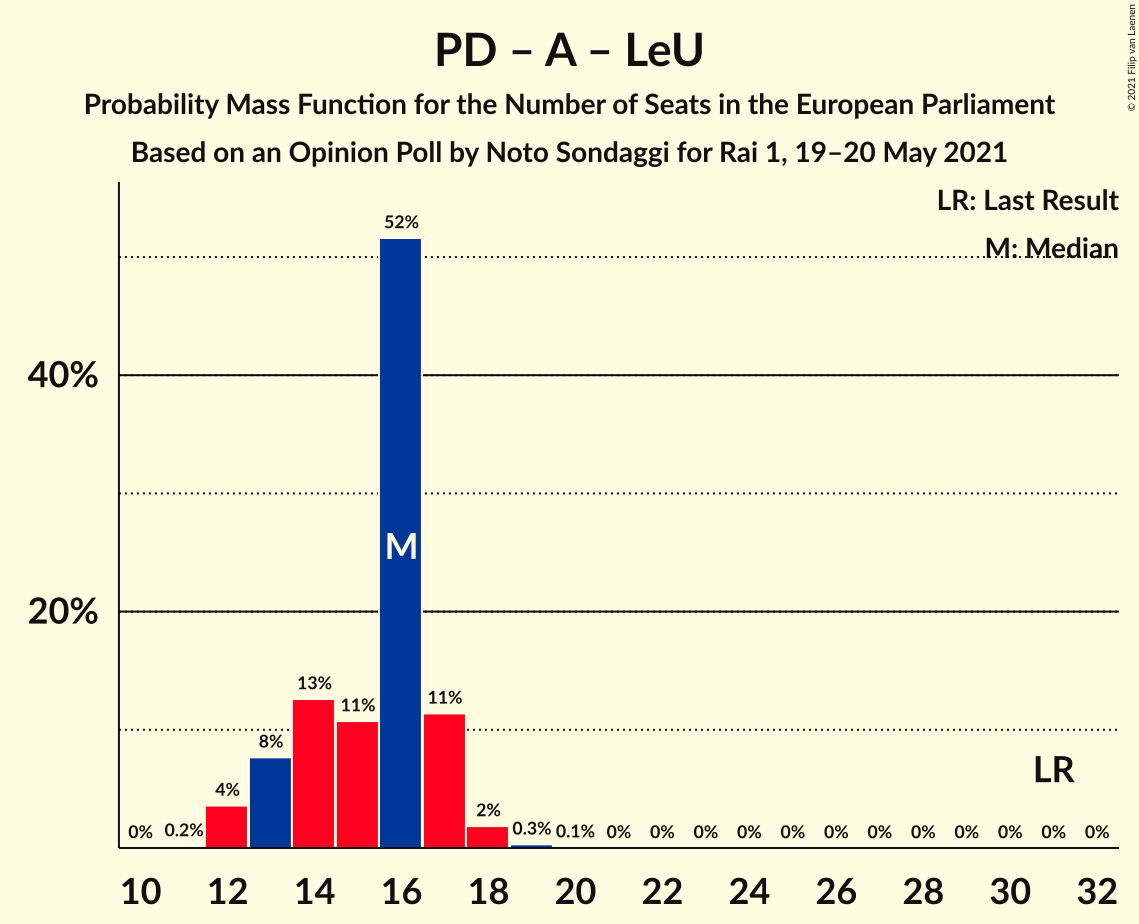 PD – A – LeU
Probability Mass Function for the Number of Seats in the European Parliament
Based on an Opinion Poll by Noto Sondaggi for Rai 1, 19–20 May 2021
© 2021 Filip van Laenen
LR: Last Result
M: Median
40%
20%
0% 0.2% 4% 8% 13% 11% 52% 11% 2% 0.3% 0.1% 0% 0% 0% 0% 0% 0% 0% 0% 0% 0% 0% 0%
M
LR
10 12 14 16 18 20 22 24 26 28 30 32